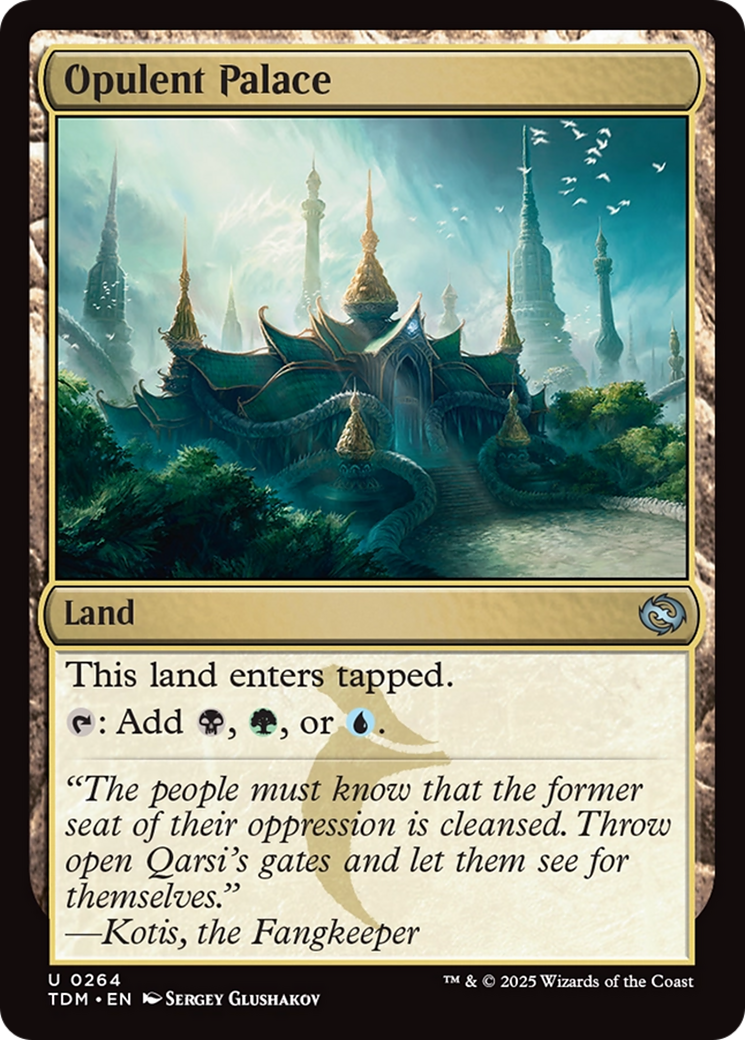 Opulent Palace
Land
This land enters tapped.
: Add , , or .
“The people must know that the former
seat of their oppression is cleansed. Throw
open Qarsi’s gates and let them see for
themselves.”
—Kotis, the Fangkeeper
U 0264
TDM • EN Sergey Glushakov
™ & © 2025 Wizards of the Coast